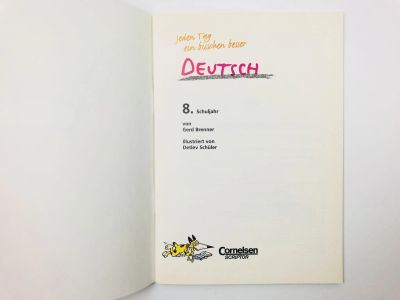 jeden Tag
ein bisschen besser
DEUTSCH
8. Schuljahr
von
Gerd Brenner
Illustriert von
Detlev Schüler
Cornelsen
SCRIPTOR